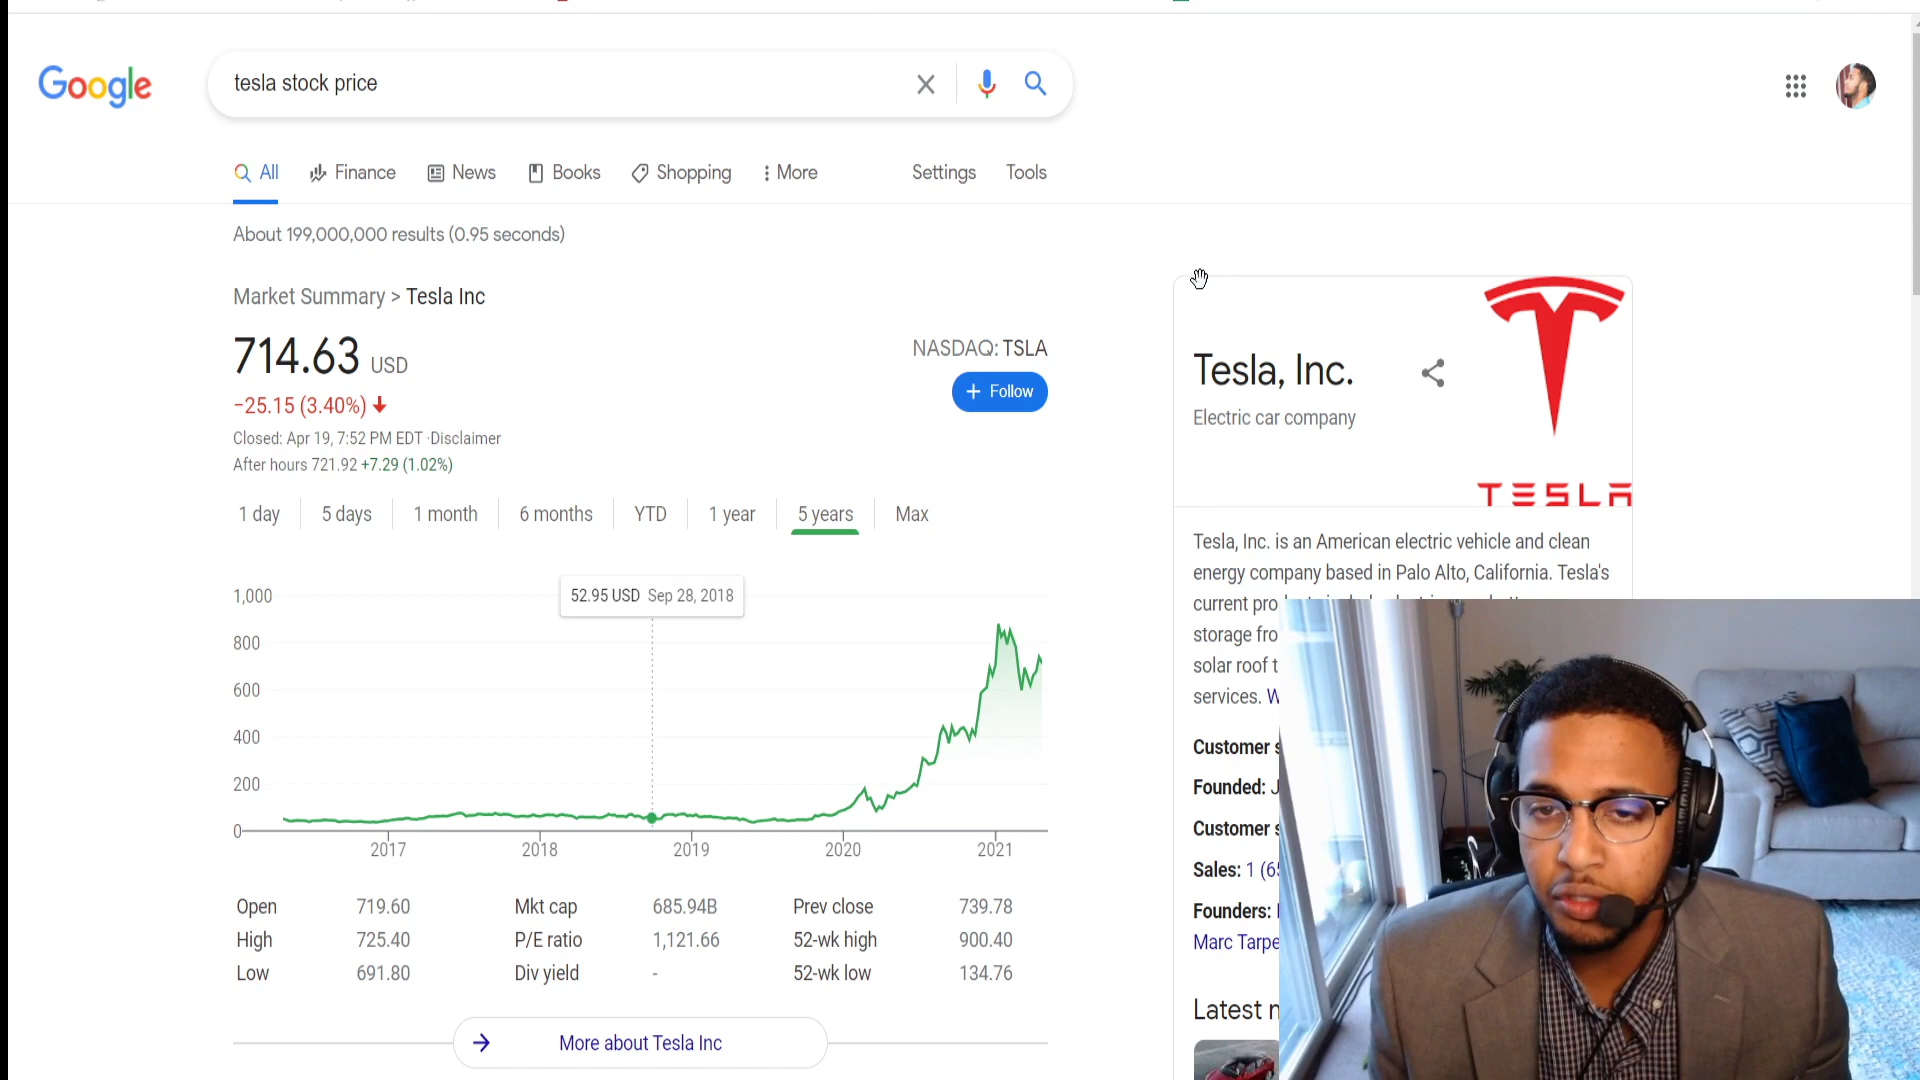 Google
tesla stock price
All
Finance
News
Books
Shopping
More
Settings
Tools
About 199,000,000 results (0.95 seconds)
Market Summary > Tesla Inc
714.63 USD
NASDAQ: TSLA
−25.15 (3.40%)
+ Follow
Closed: Apr 19, 7:52 PM EDT ·Disclaimer
After hours 721.92 +7.29 (1.02%)
1 day
5 days
1 month
6 months
YTD
1 year
5 years
Max
52.95 USD Sep 28, 2018
1,000
800
600
400
200
0
2017
2018
2019
2020
2021
Open 719.60
Mkt cap 685.94B
Prev close 739.78
High 725.40
P/E ratio 1,121.66
52-wk high 900.40
Low 691.80
Div yield -
52-wk low 134.76
More about Tesla Inc
TESLA
Tesla, Inc.
Electric car company
Tesla, Inc. is an American electric vehicle and clean
energy company based in Palo Alto, California. Tesla's
current
storage
solar roof
services.
Customer
Founded:
Customer
Sales: 1
Founders:
Marc
Latest